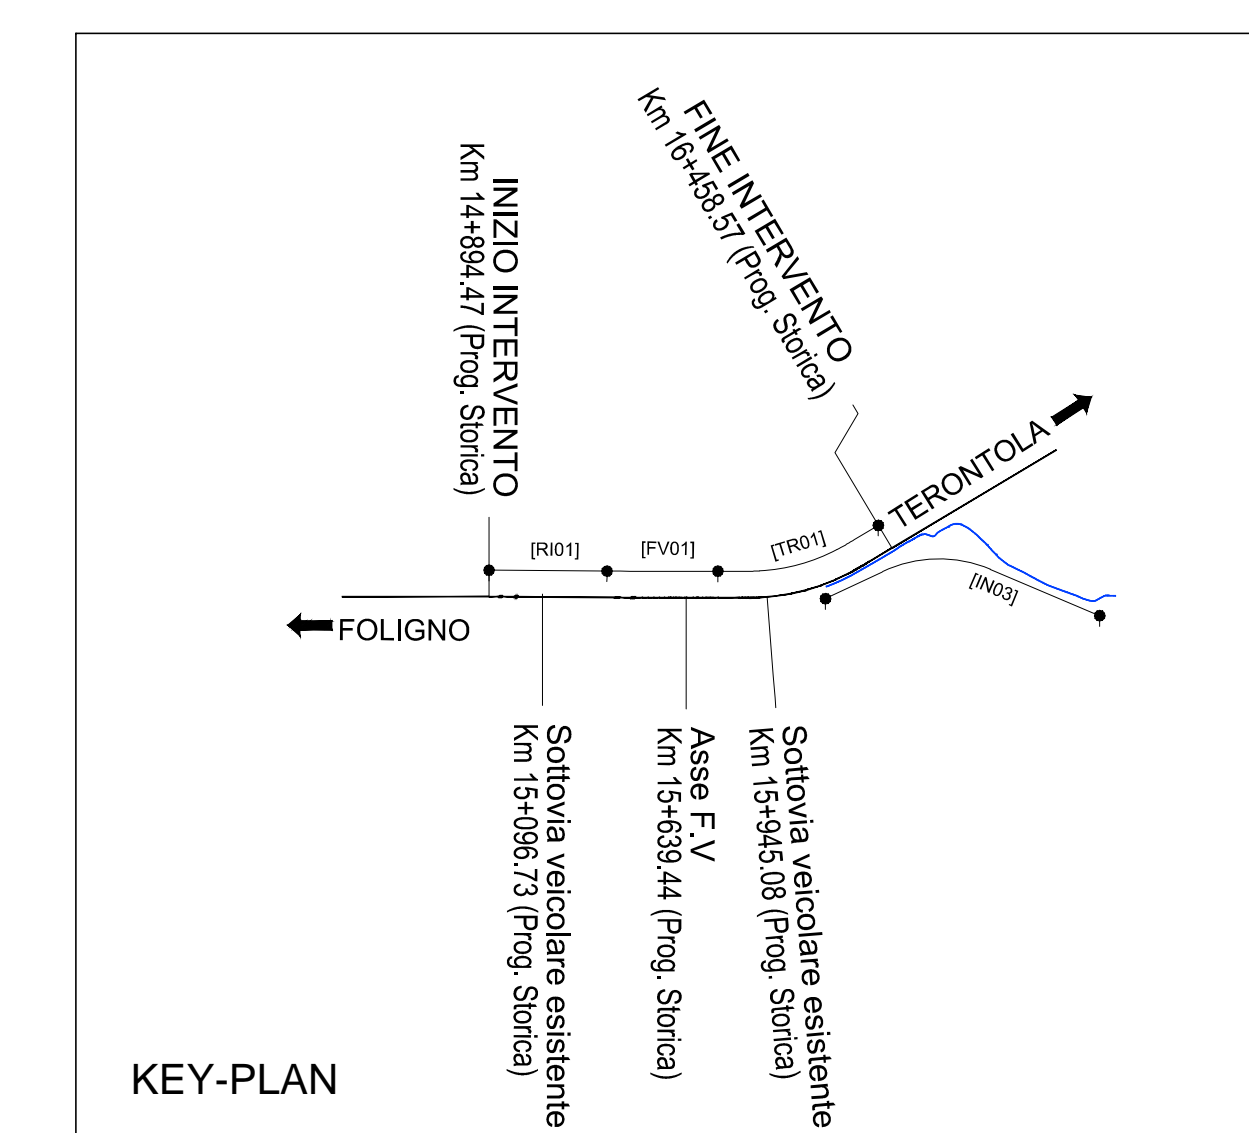 FINE INTERVENTO
Km 16+458.57 (Prog. Storica)
INIZIO INTERVENTO
Km 14+894.47 (Prog. Storica)
TERONTOLA
[RI01]
[FV01]
[TR01]
[IN03]
FOLIGNO
Sottovia veicolare esistente
Km 15+096.73 (Prog. Storica)
Asse F.V
Km 15+639.44 (Prog. Storica)
Sottovia veicolare esistente
Km 15+945.08 (Prog. Storica)
KEY-PLAN